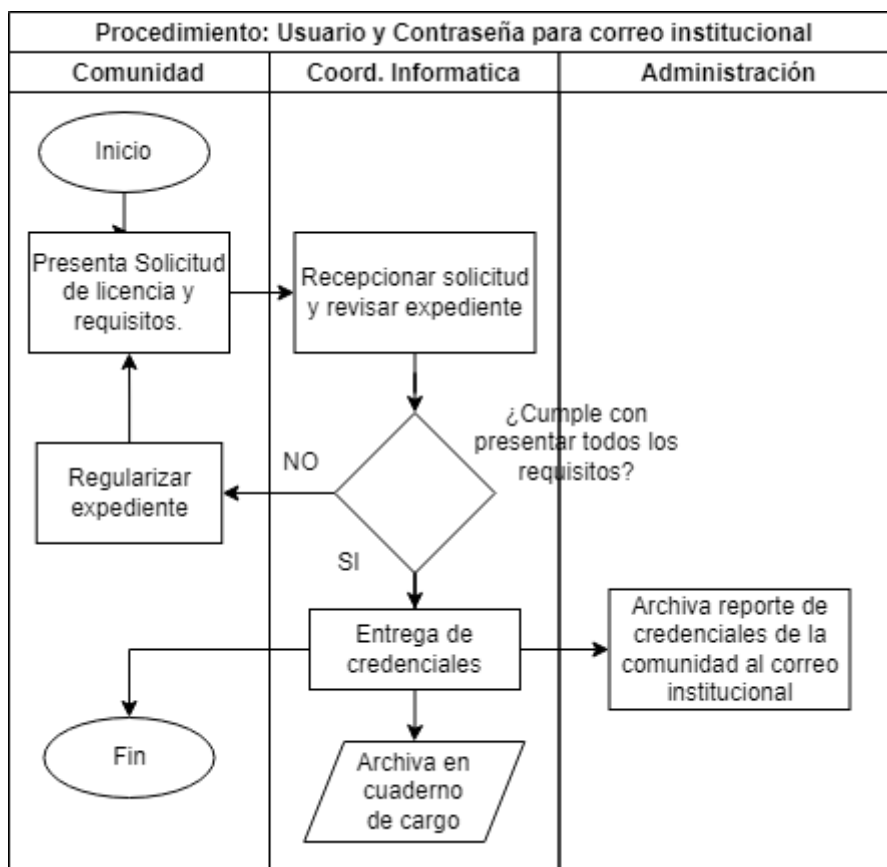 Procedimiento: Usuario y Contraseña para correo institucional
Comunidad
Coord. Informatica
Administración
Inicio
Presenta Solicitud
de licencia y
requisitos.
Recepcionar solicitud
y revisar expediente
¿Cumple con
presentar todos los
requisitos?
NO
Regularizar
expediente
SI
Entrega de
credenciales
Archiva reporte de
credenciales de la
comunidad al correo
institucional
Fin
Archiva en
cuaderno
de cargo